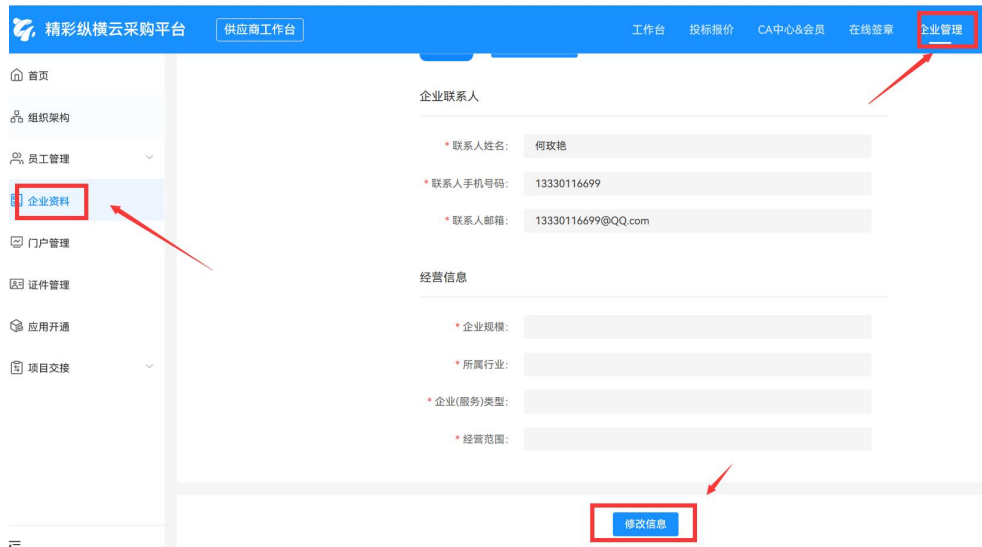 精彩纵横云采购平台
供应商工作台
工作台 投标报价 CA中心&会员 在线签章 企业管理
首页
组织架构
员工管理
企业资料
门户管理
证件管理
应用开通
项目交接
企业联系人
* 联系人姓名: 何玫艳
* 联系人手机号码: 13330116699
* 联系人邮箱: 13330116699@QQ.com
经营信息
* 企业规模:
* 所属行业:
* 企业(服务)类型:
* 经营范围:
修改信息